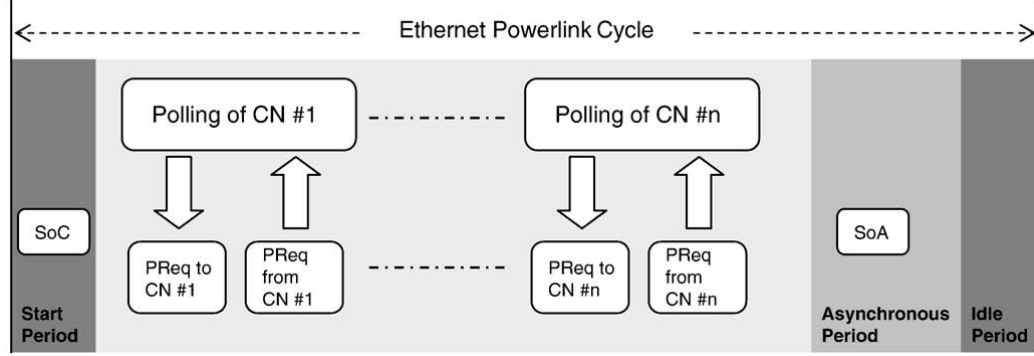 Ethernet Powerlink Cycle
Polling of CN #1
Polling of CN #n
SoC
PReq to
CN #1
PReq
from
CN #1
PReq to
CN #n
PReq
from
CN #n
SoA
Start
Period
Asynchronous
Period
Idle
Period